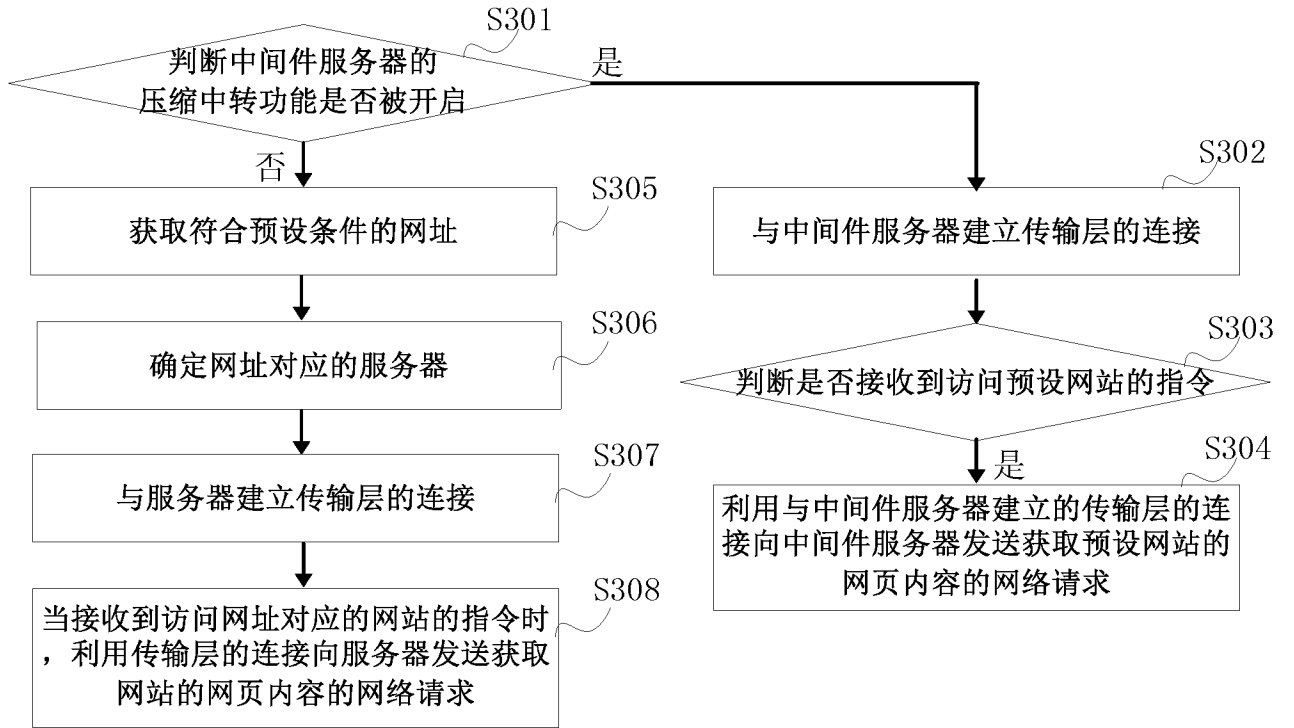 S301
判断中间件服务器的
压缩中转功能是否被开启
是
否
S305
获取符合预设条件的网址
S306
确定网址对应的服务器
S307
与服务器建立传输层的连接
S308
当接收到访问网址对应的网站的指令时
，利用传输层的连接向服务器发送获取
网站的网页内容的网络请求
S302
与中间件服务器建立传输层的连接
S303
判断是否接收到访问预设网站的指令
是
S304
利用与中间件服务器建立的传输层的连
接向中间件服务器发送获取预设网站的
网页内容的网络请求